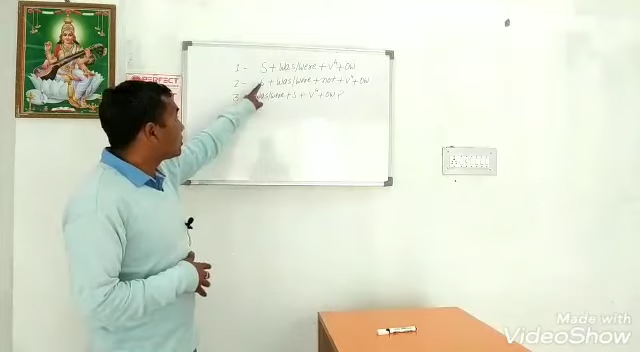 1 - S + was/were + V⁴ + OW
2 - S + was/were + not + V⁴ + OW
3 - was/were + S + V⁴ + OW ?
PERFECT
Made with
VideoShow